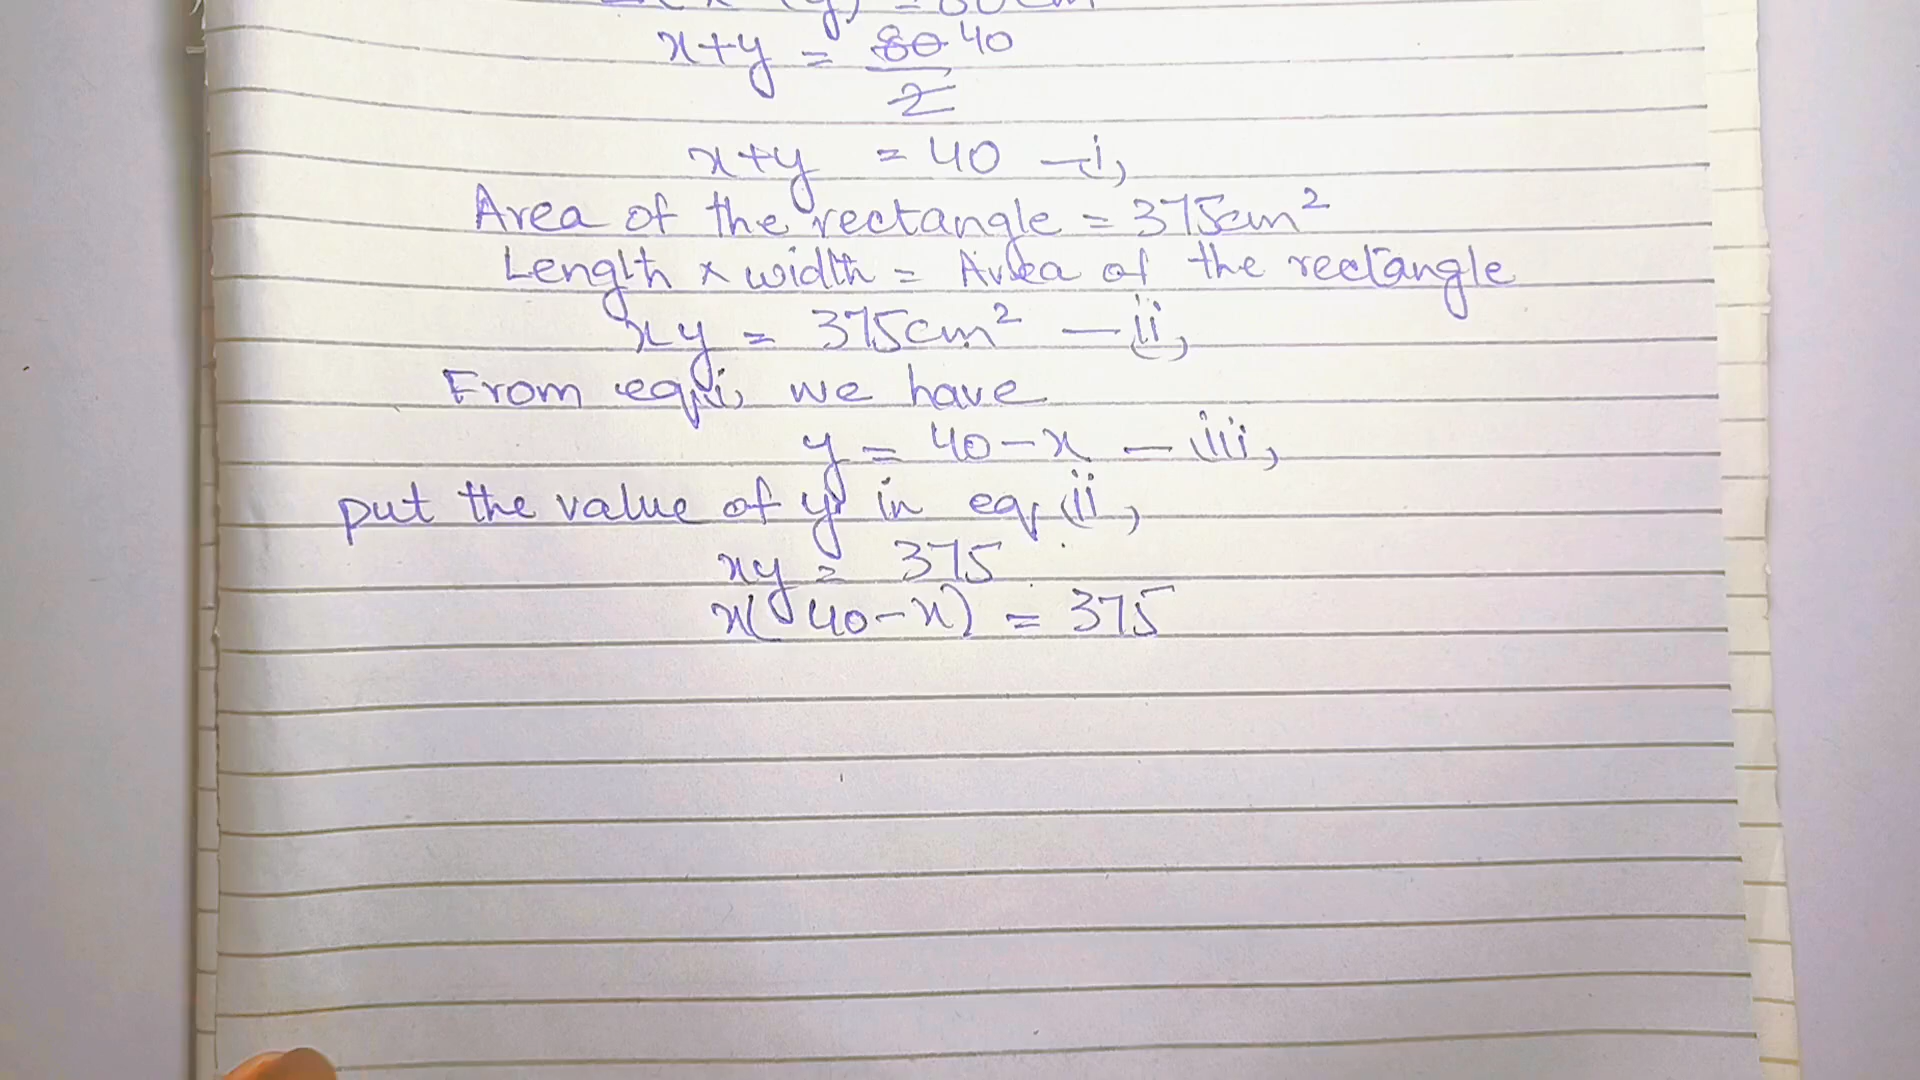 x+y = 80 40
2
x+y = 40 -i,
Area of the rectangle = 375cm²
Length × width = Area of the rectangle
xy = 375cm² - ii,
From eq i, we have
y = 40-x - iii,
put the value of y in eq ii,
xy = 375
x(40-x) = 375